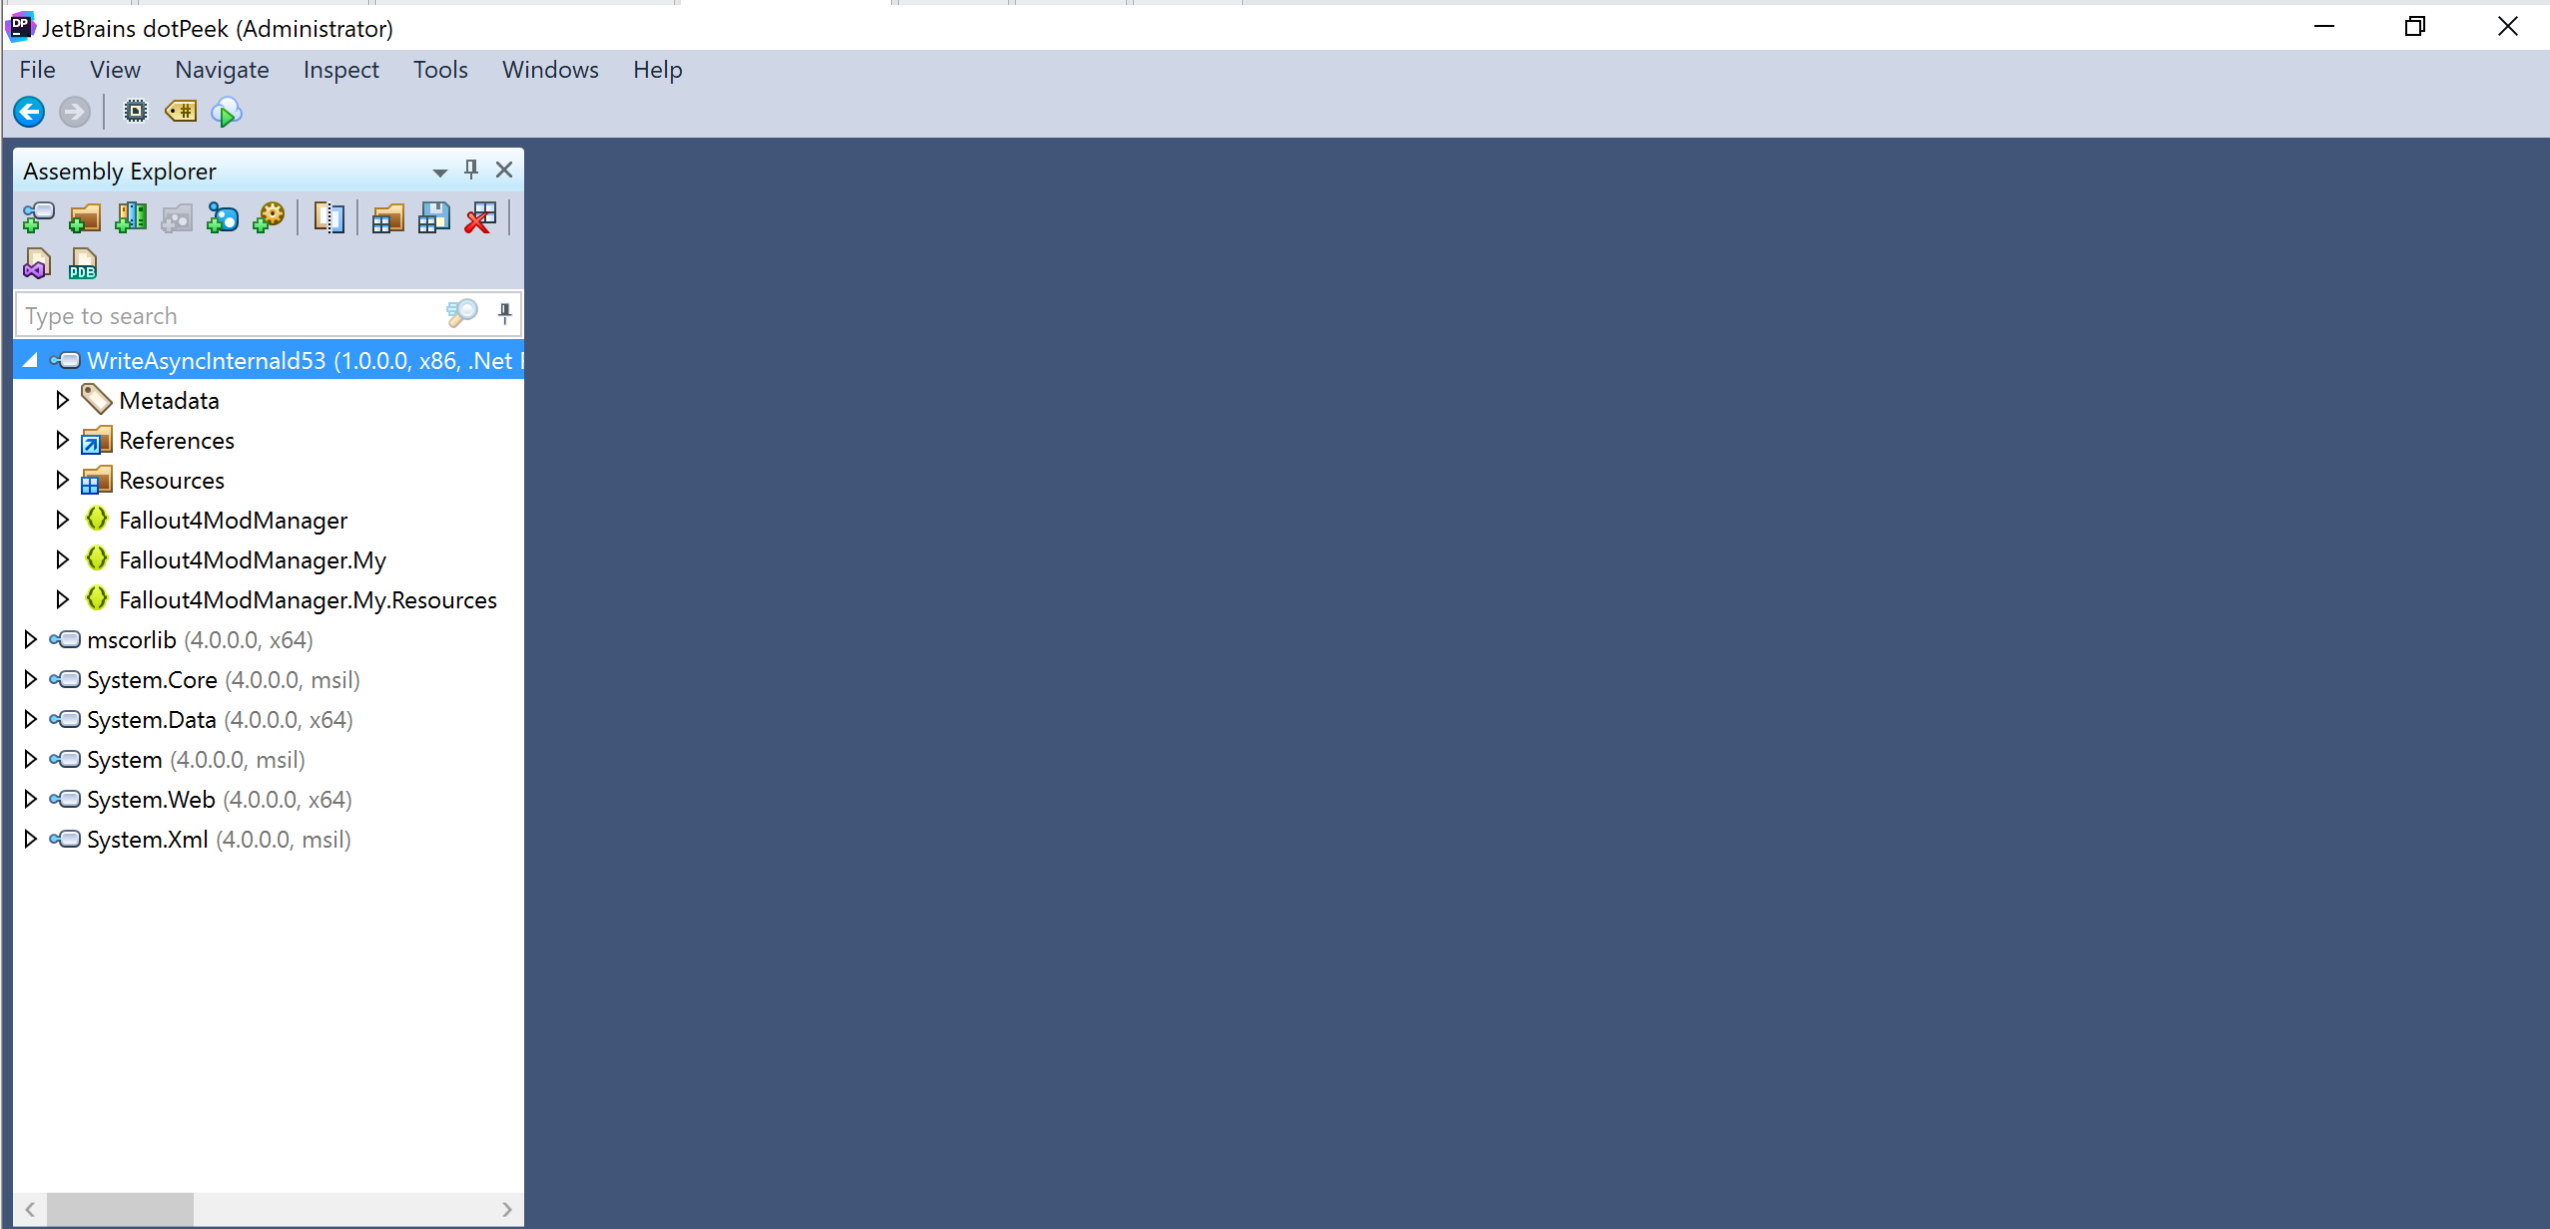 DP
JetBrains dotPeek (Administrator)
File View Navigate Inspect Tools Windows Help
#
Assembly Explorer
PDB
Type to search
WriteAsyncInternald53 (1.0.0.0, x86, .Net
Metadata
References
Resources
Fallout4ModManager
Fallout4ModManager.My
Fallout4ModManager.My.Resources
mscorlib (4.0.0.0, x64)
System.Core (4.0.0.0, msil)
System.Data (4.0.0.0, x64)
System (4.0.0.0, msil)
System.Web (4.0.0.0, x64)
System.Xml (4.0.0.0, msil)